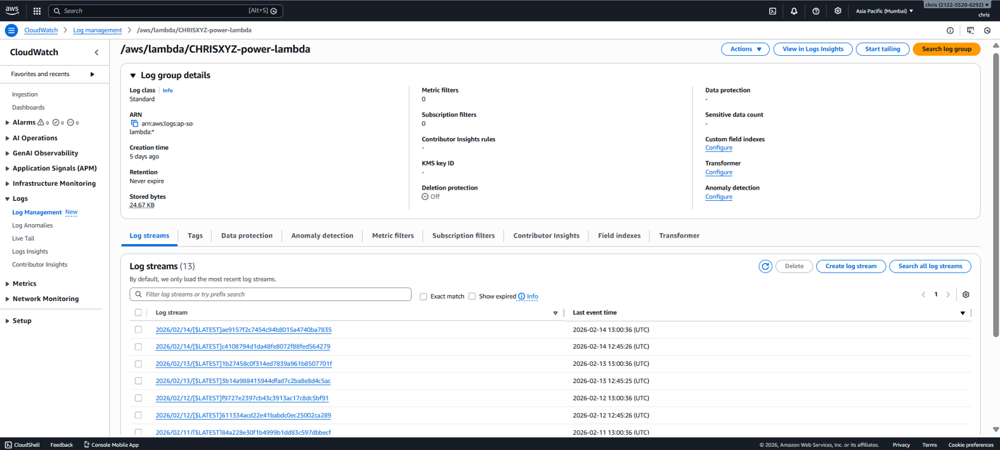 aws
Search
[Alt+S]
Asia Pacific (Mumbai)
chris (2122-5520-6292)
chris
CloudWatch
Log management
/aws/lambda/CHRISXYZ-power-lambda
CloudWatch
Favorites and recents
Ingestion
Dashboards
Alarms 0 0 0
AI Operations
GenAI Observability
Application Signals (APM)
Infrastructure Monitoring
Logs
Log Management New
Log Anomalies
Live Tail
Logs Insights
Contributor Insights
Metrics
Network Monitoring
Setup
/aws/lambda/CHRISXYZ-power-lambda
Actions
View in Logs Insights
Start tailing
Search log group
Log group details
Log class Info
Standard
ARN
arn:aws:logs:ap-so
lambda:*
Creation time
5 days ago
Retention
Never expire
Stored bytes
24.67 KB
Metric filters
0
Subscription filters
0
Contributor Insights rules
-
KMS key ID
-
Deletion protection
Off
Data protection
-
Sensitive data count
-
Custom field indexes
Configure
Transformer
Configure
Anomaly detection
Configure
Log streams
Tags
Data protection
Anomaly detection
Metric filters
Subscription filters
Contributor Insights
Field indexes
Transformer
Log streams (13)
Delete
Create log stream
Search all log streams
By default, we only load the most recent log streams.
Filter log streams or try prefix search
Exact match
Show expired
Info
1
Log stream
Last event time
2026/02/14/[$LATEST]ae9157f2c7454c94b8015a4740ba7835 2026-02-14 13:00:36 (UTC)
2026/02/14/[$LATEST]c4108794d1da48fe8072f88fed564279 2026-02-14 12:45:26 (UTC)
2026/02/13/[$LATEST]1b27458c0f314ed7839a961b8507701f 2026-02-13 13:00:36 (UTC)
2026/02/13/[$LATEST]3b14a988415944dfad7c2ba8e8d4c5ac 2026-02-13 12:45:25 (UTC)
2026/02/12/[$LATEST]f9727e2397cb43c3913ac17c8dc5bf91 2026-02-12 13:00:36 (UTC)
2026/02/12/[$LATEST]611334acd22e41babdc0ec25002ca289 2026-02-12 12:45:26 (UTC)
2026/02/11/[$LATEST]84a228e30f1b4999b1dd83c597dbbecf 2026-02-11 13:00:36 (UTC)
CloudShell
Feedback
Console Mobile App
© 2026, Amazon Web Services, Inc. or its affiliates.
Privacy
Terms
Cookie preferences